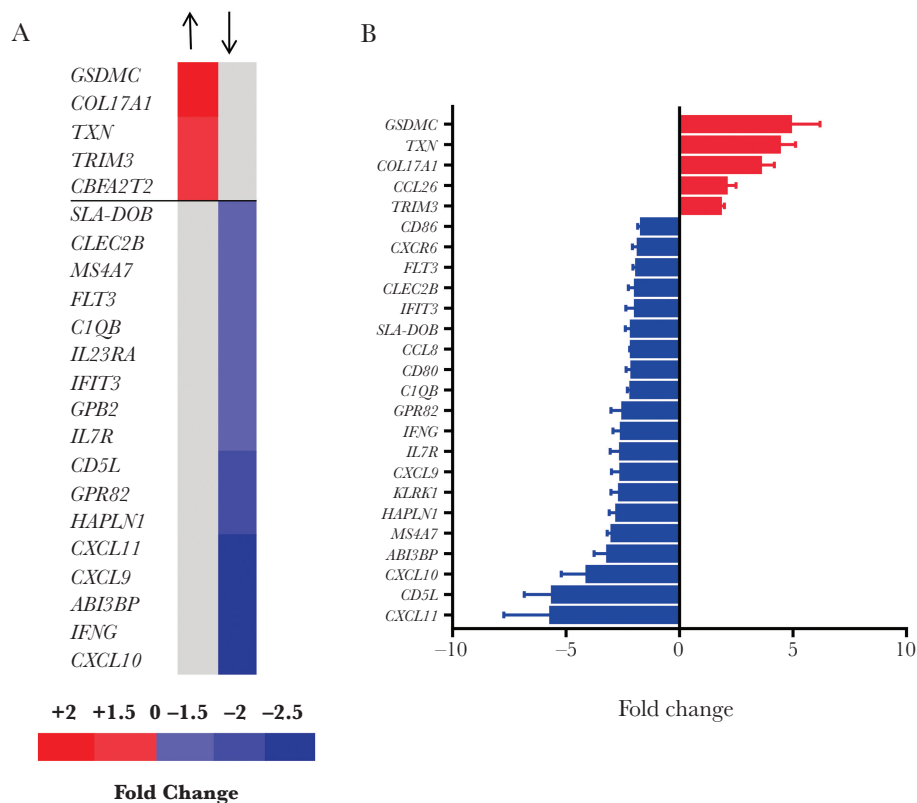 A
GSDMC
COL17A1
TXN
TRIM3
CBFA2T2
SLA-DOB
CLEC2B
MS4A7
FLT3
C1QB
IL23RA
IFIT3
GPB2
IL7R
CD5L
GPR82
HAPLN1
CXCL11
CXCL9
ABI3BP
IFNG
CXCL10
+2 +1.5 0 –1.5 –2 –2.5
Fold Change
B
GSDMC
TXN
COL17A1
CCL26
TRIM3
CD86
CXCR6
FLT3
CLEC2B
IFIT3
SLA-DOB
CCL8
CD80
C1QB
GPR82
IFNG
IL7R
CXCL9
KLRK1
HAPLN1
MS4A7
ABI3BP
CXCL10
CD5L
CXCL11
–10 –5 0 5 10
Fold change